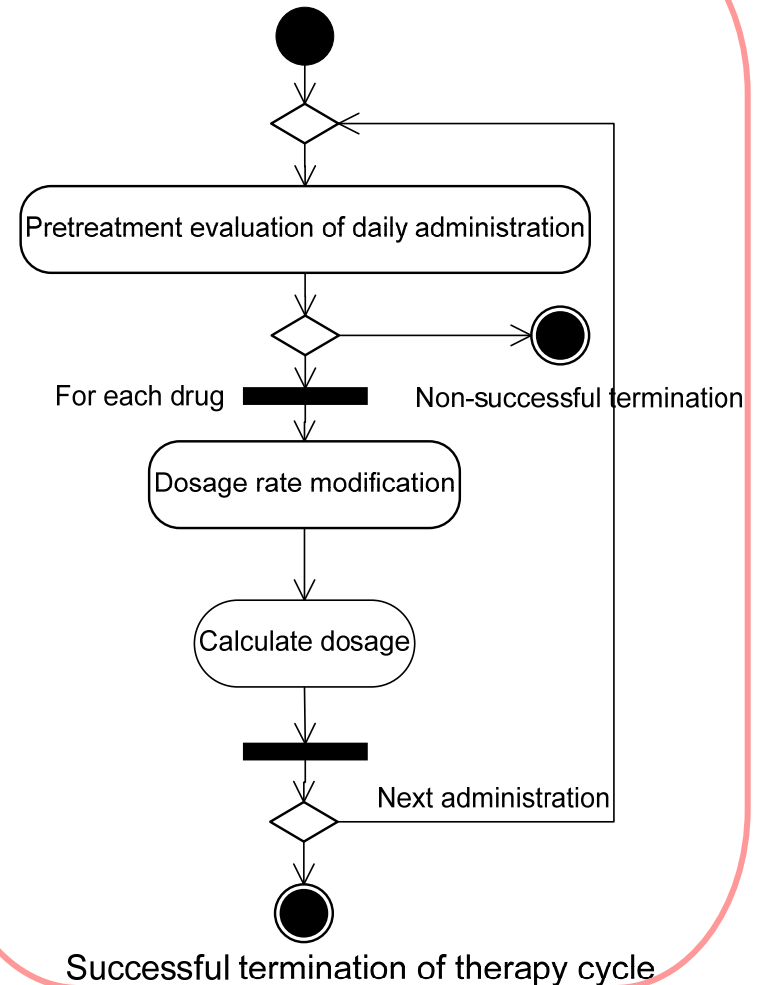 Pretreatment evaluation of daily administration
For each drug
Non-successful termination
Dosage rate modification
Calculate dosage
Next administration
Successful termination of therapy cycle